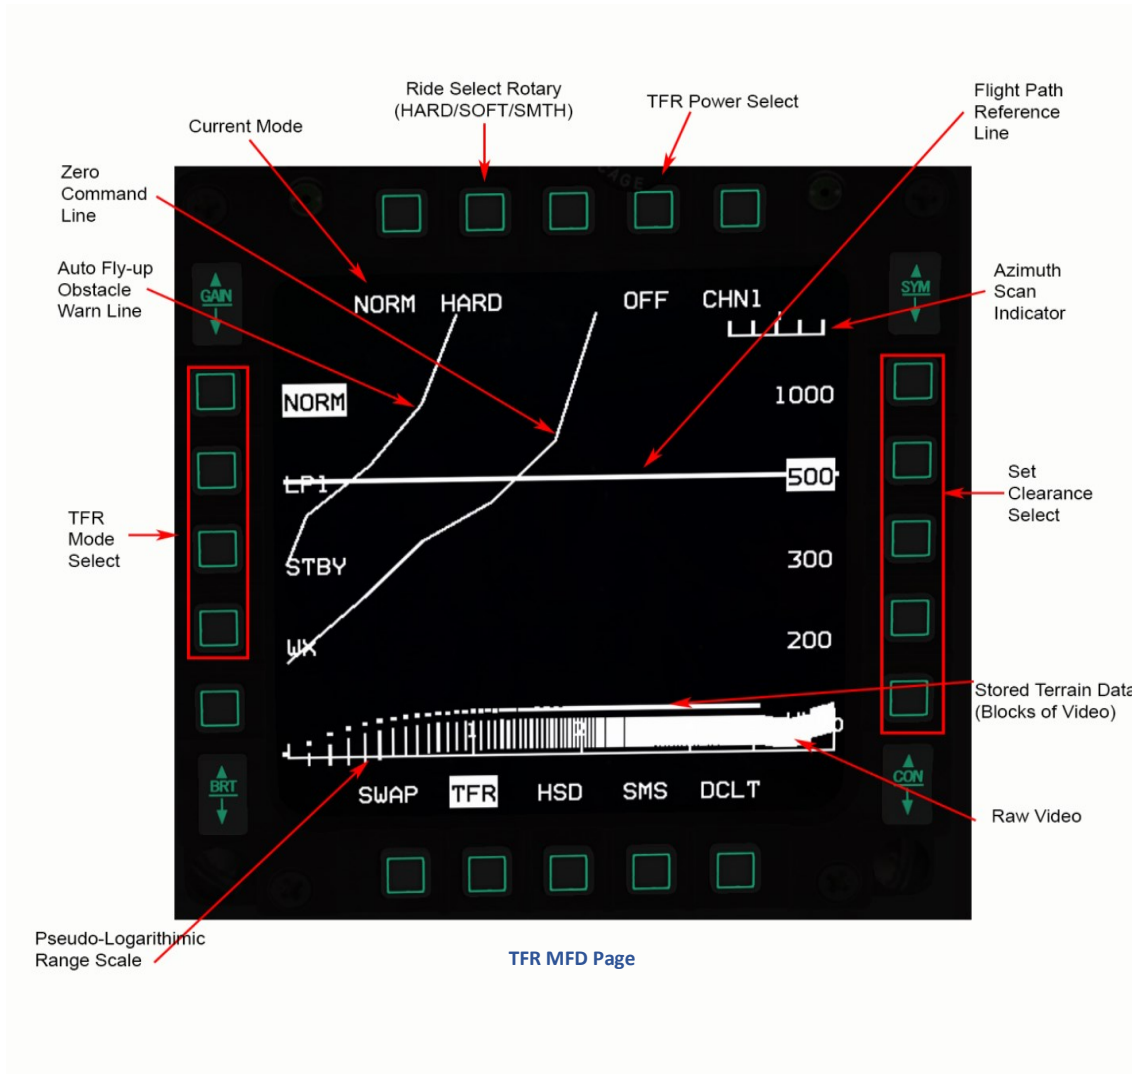 Ride Select Rotary
(HARD/SOFT/SMTH)
TFR Power Select
Flight Path
Reference
Line
Current Mode
Zero
Command
Line
Auto Fly-up
Obstacle
Warn Line
Azimuth
Scan
Indicator
GAIN
SYM
NORM HARD OFF CHN1
NORM
1000
LP1
500
Set
Clearance
Select
TFR
Mode
Select
STBY
300
WX
200
Stored Terrain Data
(Blocks of Video)
1
BRT
CON
SWAP TFR HSD SMS DCLT
Raw Video
Pseudo-Logarithimic
Range Scale
TFR MFD Page